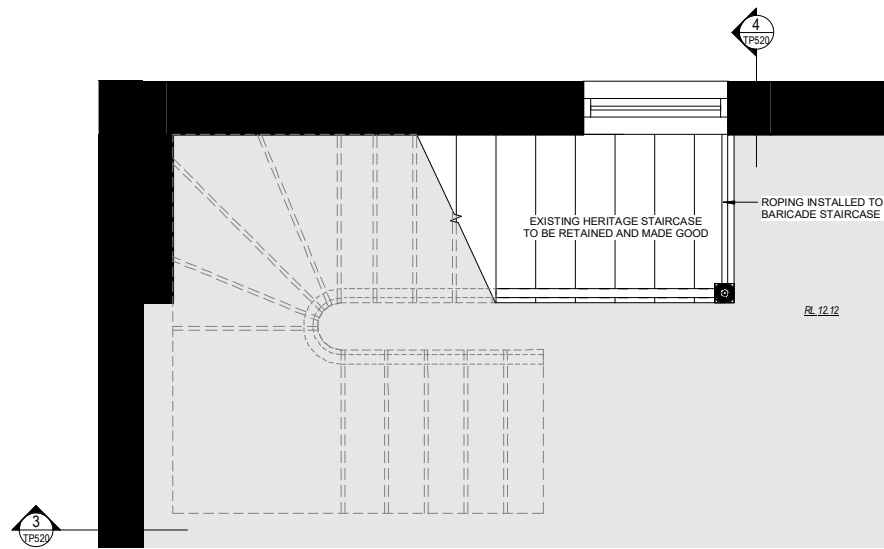 4
TP520
EXISTING HERITAGE STAIRCASE
TO BE RETAINED AND MADE GOOD
ROPING INSTALLED TO
BARICADE STAIRCASE
RL 12.12
3
TP520